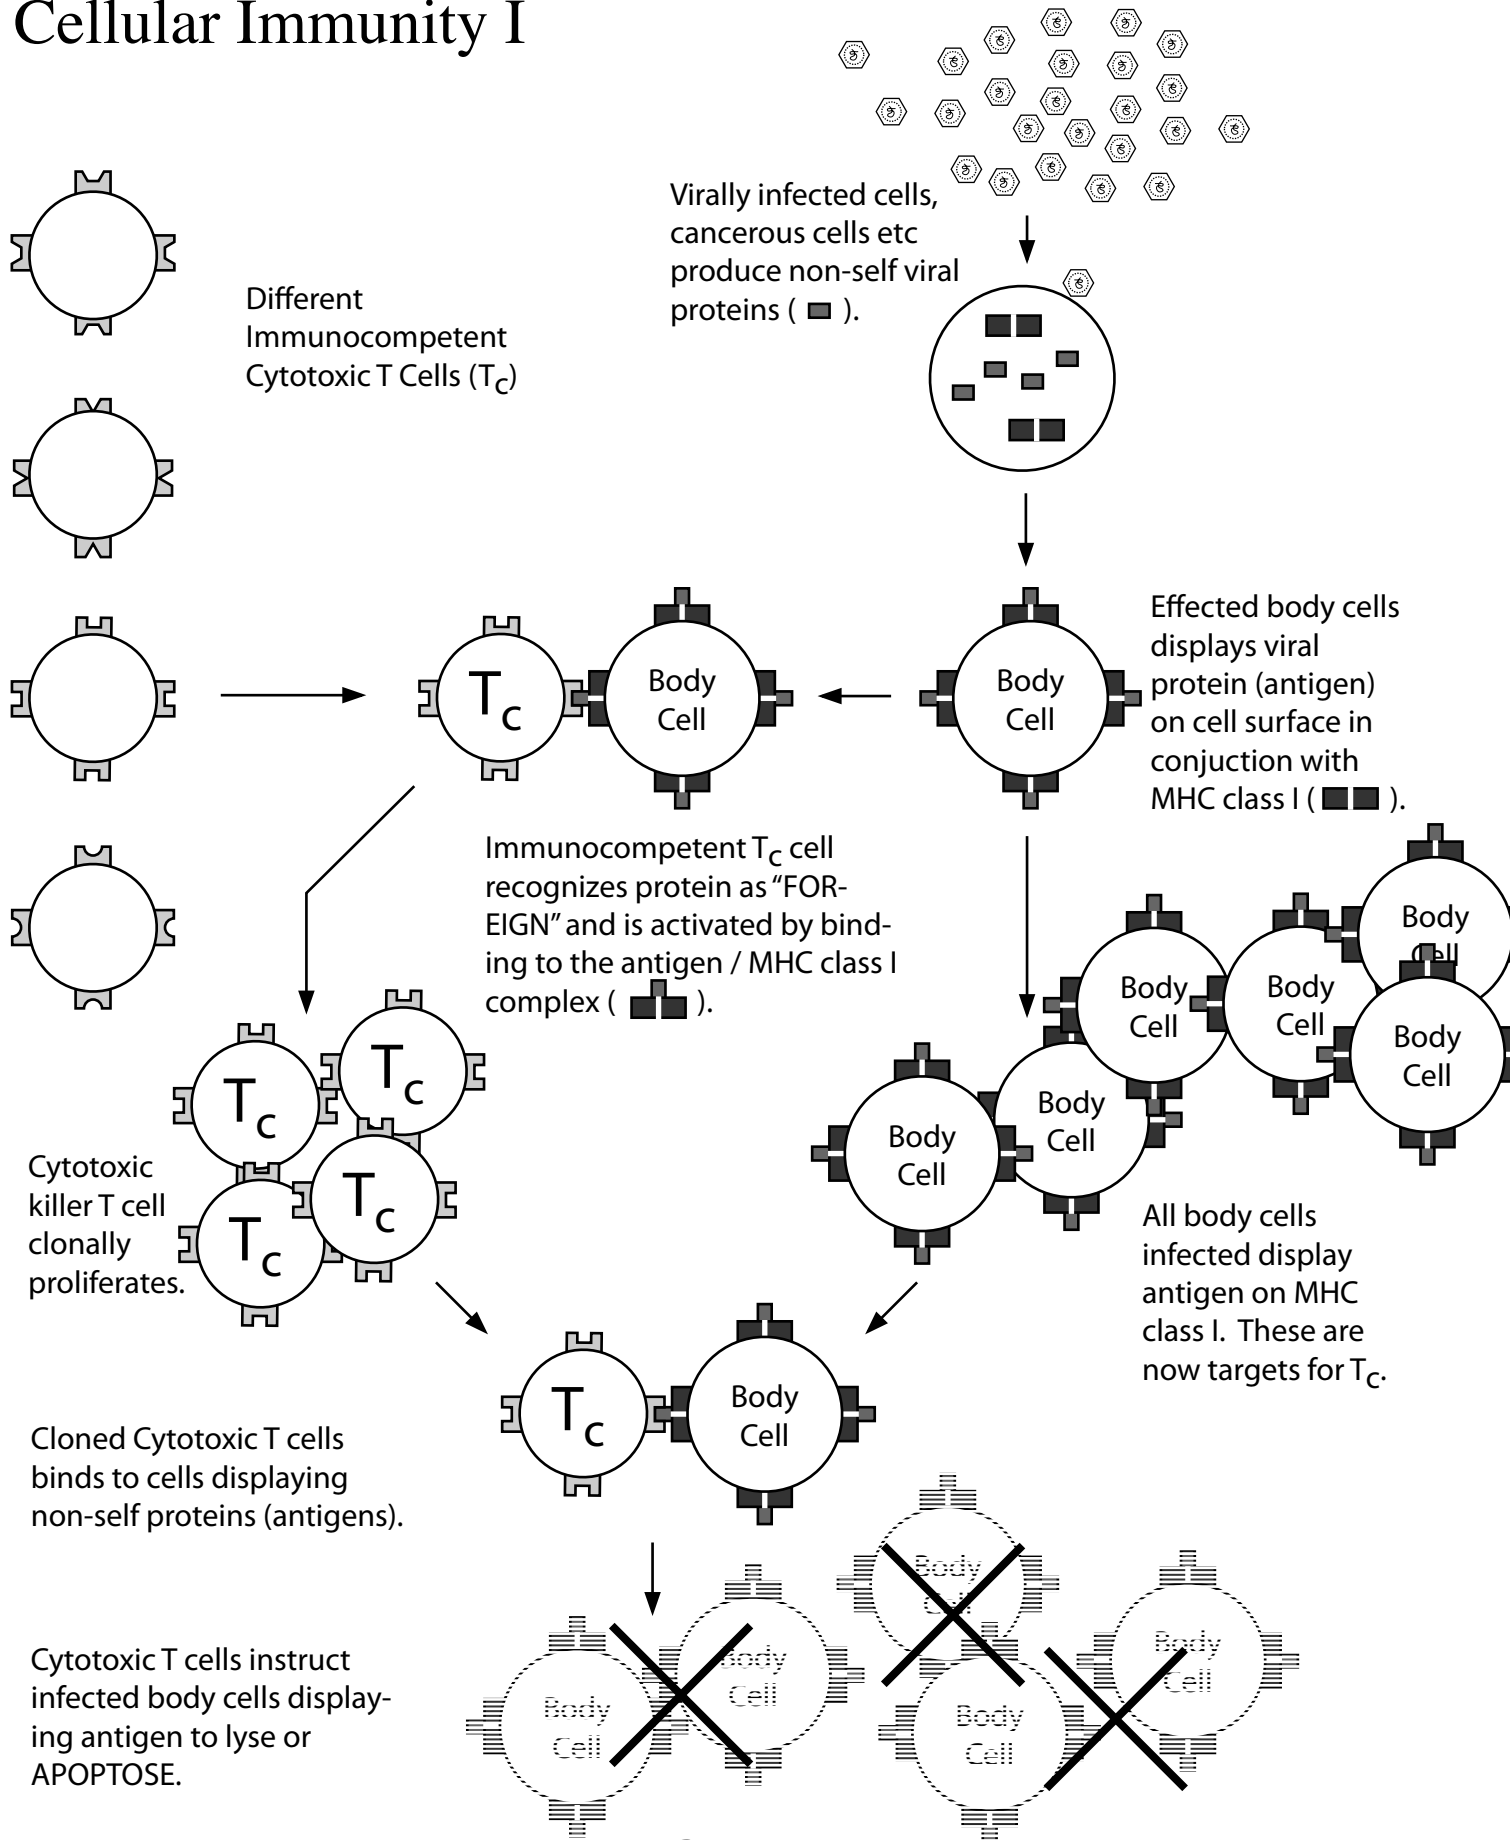 Cellular Immunity I
Virally infected cells,
cancerous cells etc
produce non-self viral
proteins ( ).
Different
Immunocompetent
Cytotoxic T Cells (Tc)
Effected body cells
displays viral
protein (antigen)
on cell surface in
conjuction with
MHC class I ( ).
Tc
Body
Cell
Body
Cell
Immunocompetent Tc cell
recognizes protein as "FOR-
EIGN" and is activated by bind-
ing to the antigen / MHC class I
complex ( ).
Body
Cell
Body
Cell
Body
Cell
Body
Cell
Body
Cell
Body
Cell
Tc
Tc
Tc
Tc
Cytotoxic
killer T cell
clonally
proliferates.
All body cells
infected display
antigen on MHC
class I. These are
now targets for Tc.
Tc
Body
Cell
Cloned Cytotoxic T cells
binds to cells displaying
non-self proteins (antigens).
Cytotoxic T cells instruct
infected body cells display-
ing antigen to lyse or
APOPTOSE.
Body
Cell
Body
Cell
Body
Cell
Body
Cell
Body
Cell